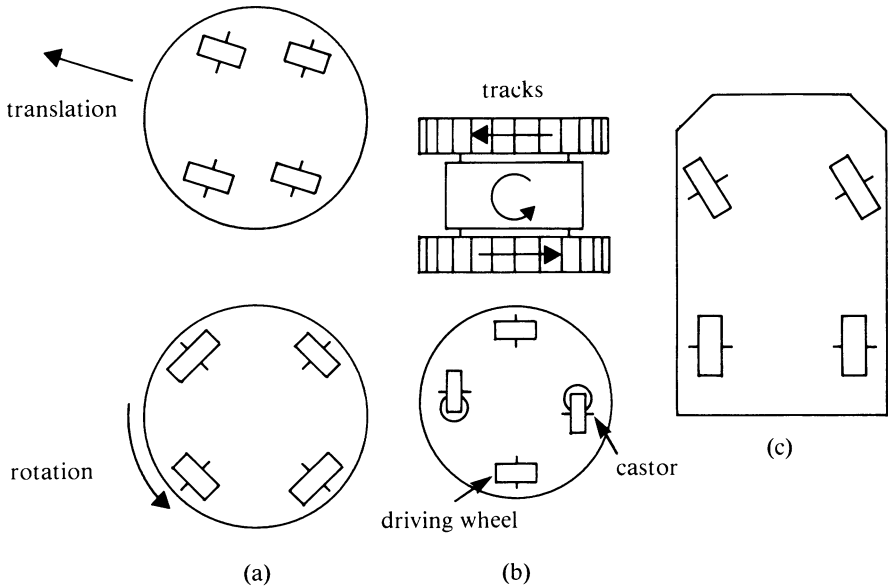 translation
tracks
rotation
castor
driving wheel
(a)
(b)
(c)